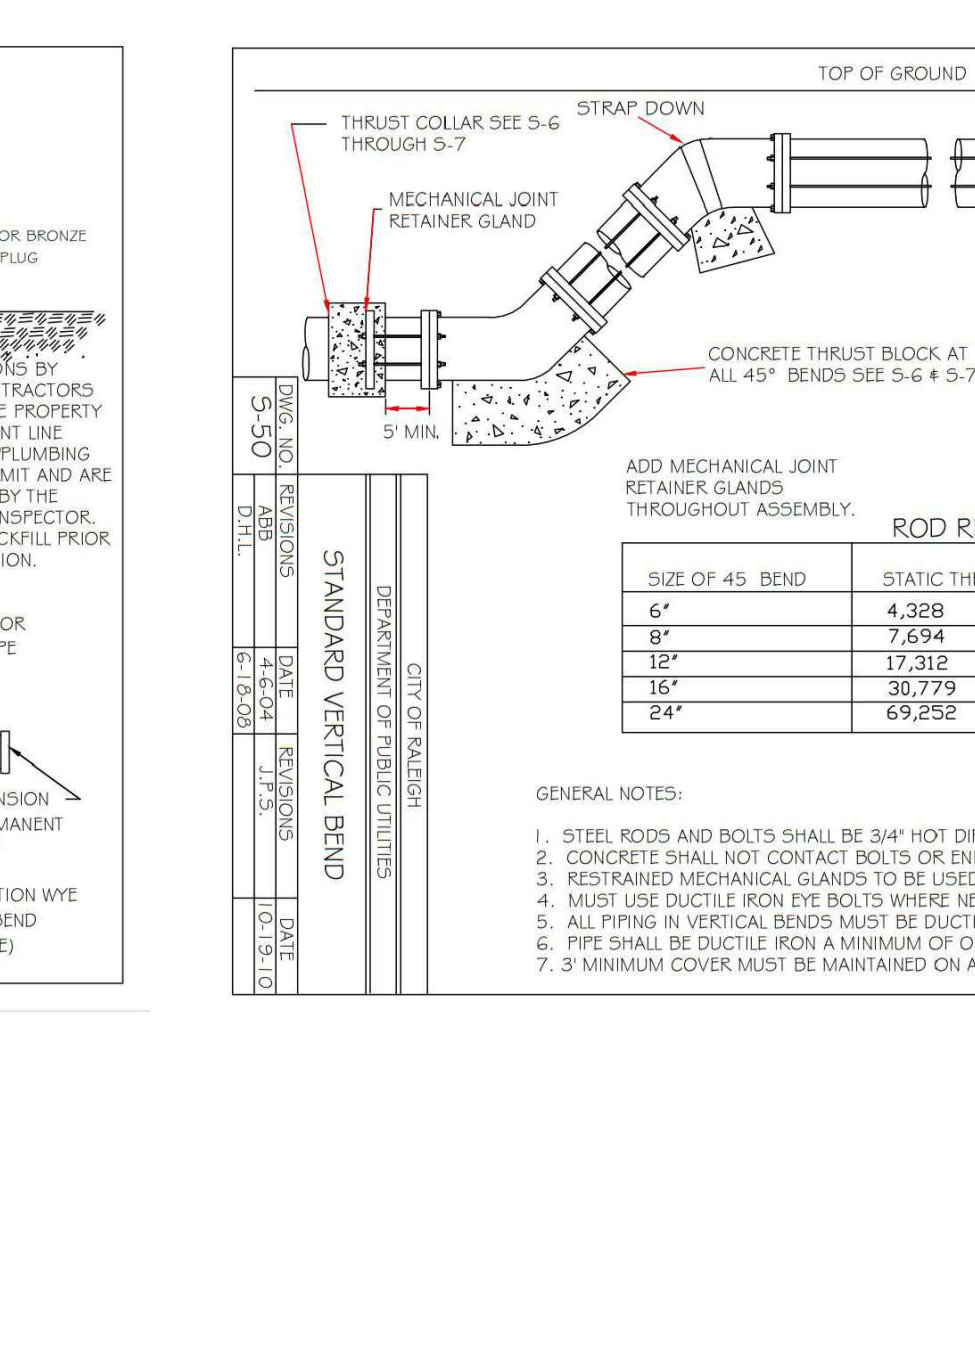 OR BRONZE
PLUG
ONS BY
TRACTORS
E PROPERTY
NT LINE
PLUMBING
MIT AND ARE
BY THE
NSPECTOR.
CKFILL PRIOR
ION.
OR
PE
NSION
MANENT
TION WYE
BEND
E)
TOP OF GROUND
STRAP DOWN
THRUST COLLAR SEE S-6
THROUGH S-7
MECHANICAL JOINT
RETAINER GLAND
CONCRETE THRUST BLOCK AT
ALL 45° BENDS SEE S-6 & S-7
5' MIN.
ADD MECHANICAL JOINT
RETAINER GLANDS
THROUGHOUT ASSEMBLY.
ROD RE
SIZE OF 45 BEND STATIC THR
6" 4,328
8" 7,694
12" 17,312
16" 30,779
24" 69,252
GENERAL NOTES:
1. STEEL RODS AND BOLTS SHALL BE 3/4" HOT DIP
2. CONCRETE SHALL NOT CONTACT BOLTS OR END
3. RESTRAINED MECHANICAL GLANDS TO BE USED
4. MUST USE DUCTILE IRON EYE BOLTS WHERE NE
5. ALL PIPING IN VERTICAL BENDS MUST BE DUCTI
6. PIPE SHALL BE DUCTILE IRON A MINIMUM OF O
7. 3' MINIMUM COVER MUST BE MAINTAINED ON A
CITY OF RALEIGH
DEPARTMENT OF PUBLIC UTILITIES
STANDARD VERTICAL BEND
DWG. NO. REVISIONS DATE REVISIONS DATE
S-50 ABB 4-6-04 J.P.S. 10-19-10
D.H.L. 6-18-08